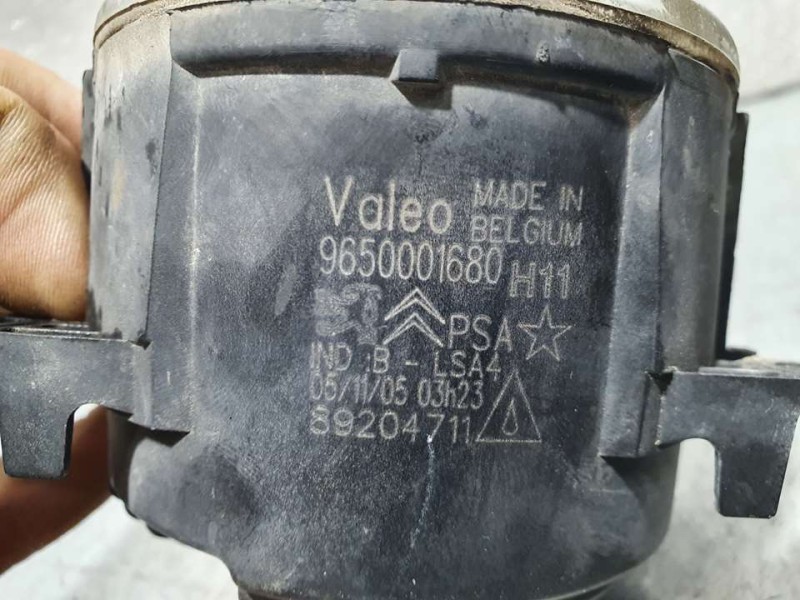 Valeo MADE IN
BELGIUM
9650001680 H11
PSA
IND :B - LSA4
05/11/05 03h23
89204711